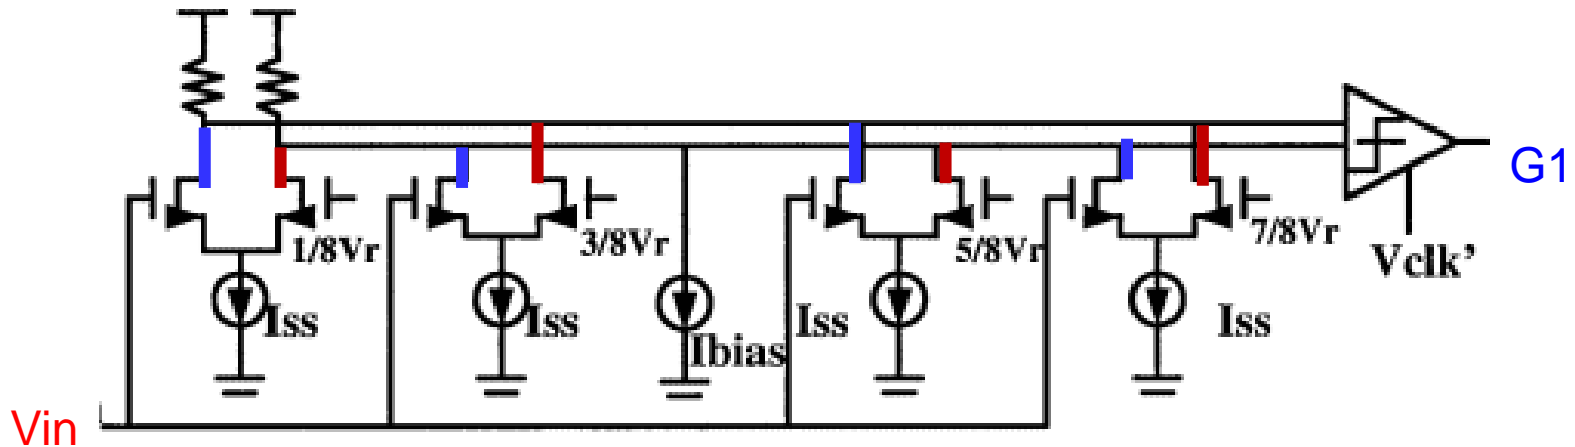 G1
1/8Vr
3/8Vr
5/8Vr
7/8Vr
Vclk’
Iss
Iss
Ibias
Iss
Iss
Vin